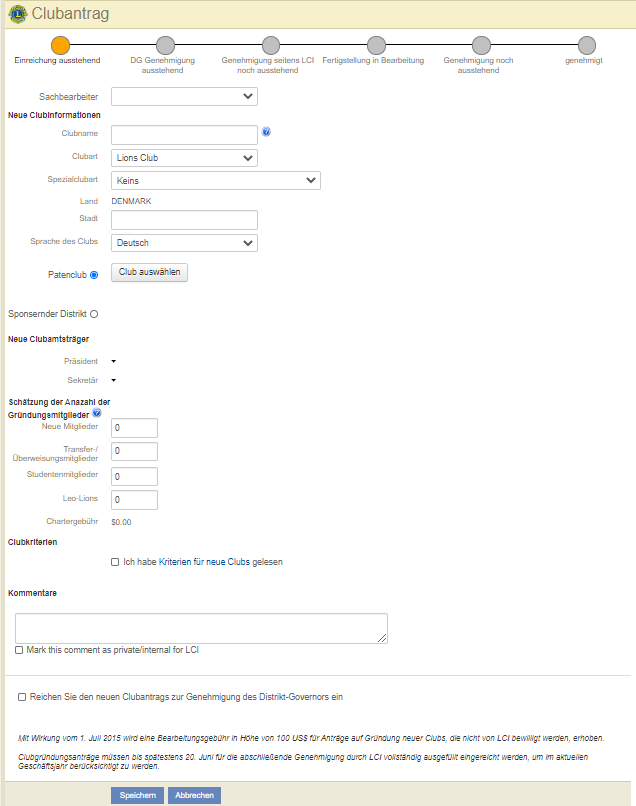 Clubantrag
Einreichung ausstehend
DG Genehmigung
ausstehend
Genehmigung seitens LCI
noch ausstehend
Fertigstellung in Bearbeitung
Genehmigung noch
ausstehend
genehmigt
Sachbearbeiter
Neue Clubinformationen
Clubname
Clubart Lions Club
Spezialclubart Keins
Land DENMARK
Stadt
Sprache des Clubs Deutsch
Patenclub Club auswählen
Sponsernder Distrikt
Neue Clubamtsträger
Präsident
Sekretär
Schätzung der Anazahl der
Gründungsmitglieder
Neue Mitglieder 0
Transfer-/
Überweisungsmitglieder 0
Studentenmitglieder 0
Leo-Lions 0
Chartergebühr $0.00
Clubkriterien
Ich habe Kriterien für neue Clubs gelesen
Kommentare
Mark this comment as private/internal for LCI
Reichen Sie den neuen Clubantrags zur Genehmigung des Distrikt-Governors ein
Mit Wirkung vom 1. Juli 2015 wird eine Bearbeitungsgebühr in Höhe von 100 US$ für Anträge auf Gründung neuer Clubs, die nicht von LCI bewilligt werden, erhoben.
Clubgründungsanträge müssen bis spätestens 20. Juni für die abschließende Genehmigung durch LCI vollständig ausgefüllt eingereicht werden, um im aktuellen
Geschäftsjahr berücksichtigt zu werden.
Speichern Abbrechen